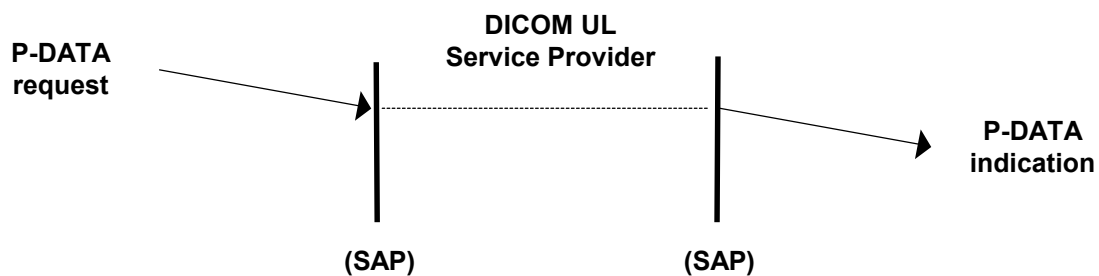 DICOM UL
Service Provider
P-DATA
request
P-DATA
indication
(SAP)
(SAP)